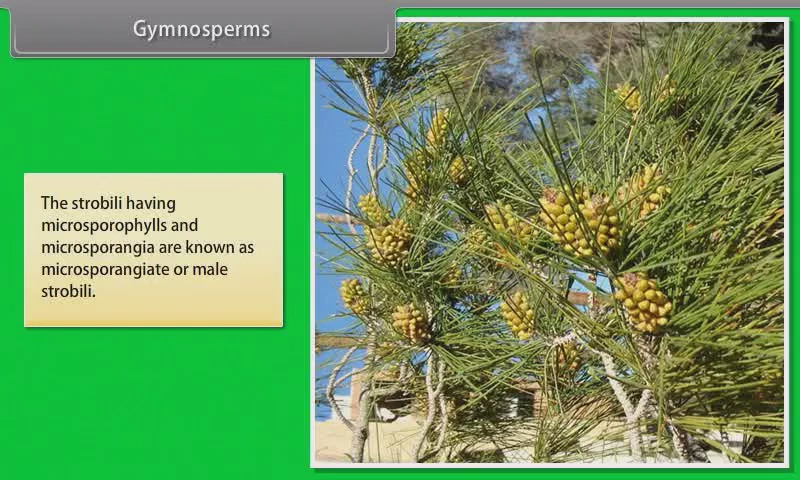 Gymnosperms
The strobili having
microsporophylls and
microsporangia are known as
microsporangiate or male
strobili.